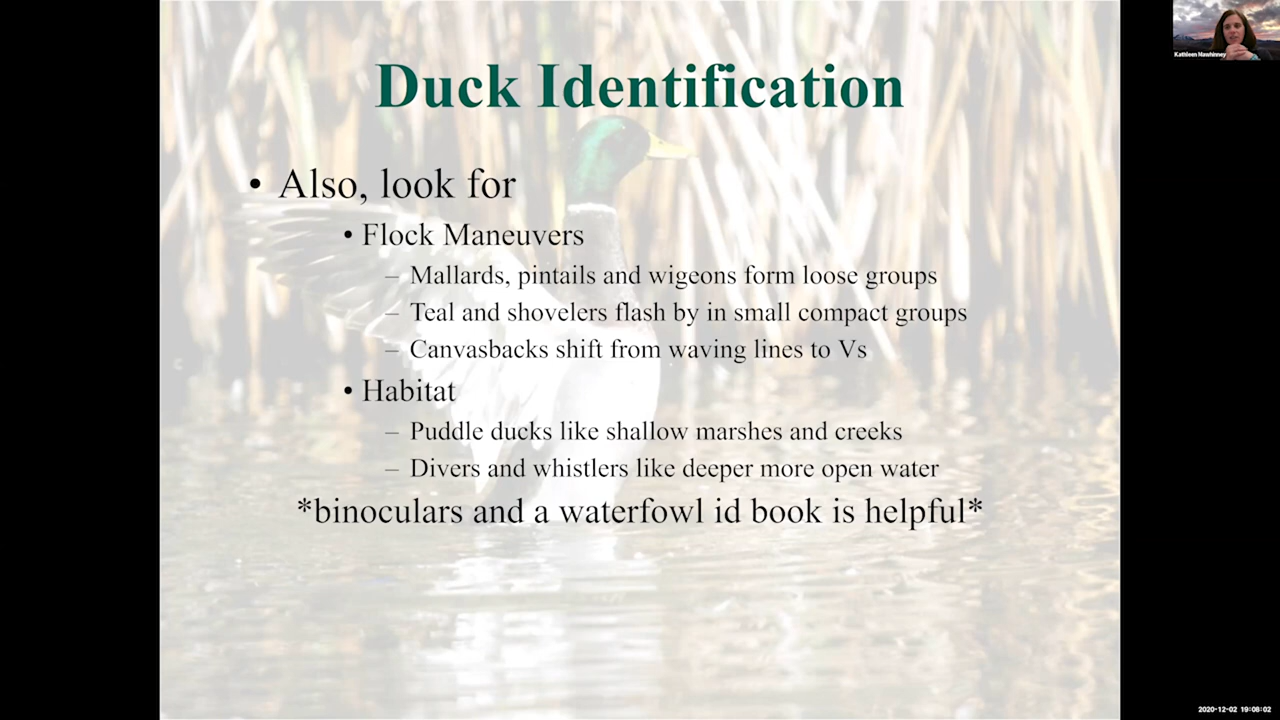 Duck Identification
• Also, look for
• Flock Maneuvers
– Mallards, pintails and wigeons form loose groups
– Teal and shovelers flash by in small compact groups
– Canvasbacks shift from waving lines to Vs
• Habitat
– Puddle ducks like shallow marshes and creeks
– Divers and whistlers like deeper more open water
*binoculars and a waterfowl id book is helpful*
Kathleen Mawhinney
2020-12-02 19:08:02